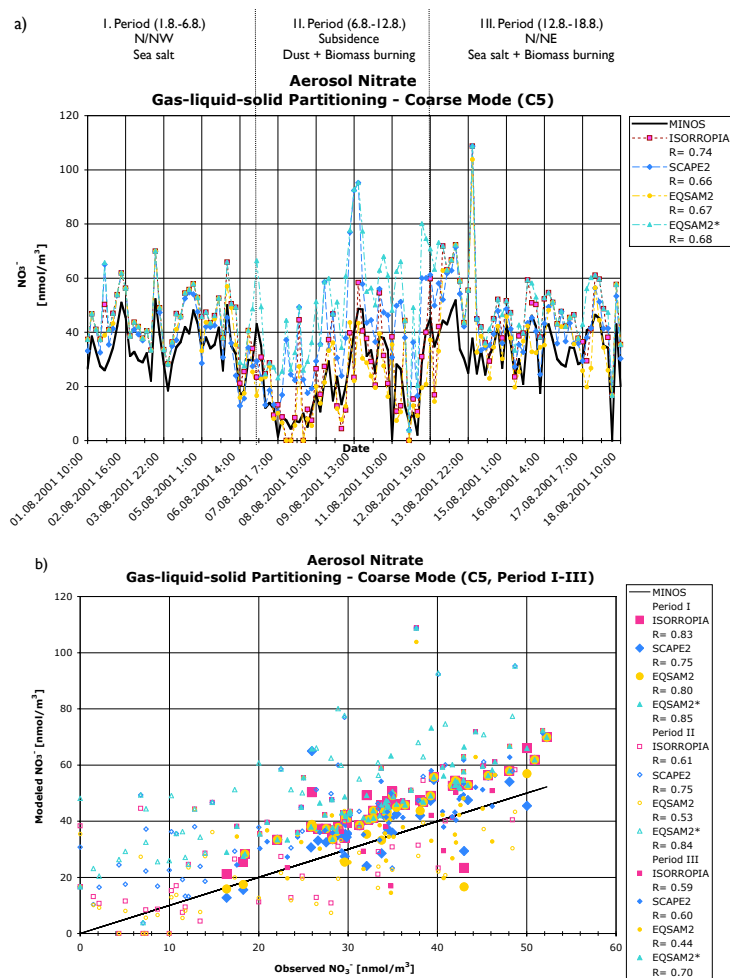 a)
I. Period (1.8.-6.8.)
N/NW
Sea salt
II. Period (6.8.-12.8.)
Subsidence
Dust + Biomass burning
III. Period (12.8.-18.8.)
N/NE
Sea salt + Biomass burning
Aerosol Nitrate
Gas-liquid-solid Partitioning - Coarse Mode (C5)
120
100
80
60
40
20
0
NO₃⁻
[nmol/m³]
Date
01.08.2001 10:00
02.08.2001 16:00
03.08.2001 22:00
05.08.2001 1:00
06.08.2001 4:00
07.08.2001 7:00
08.08.2001 10:00
09.08.2001 13:00
11.08.2001 10:00
12.08.2001 19:00
13.08.2001 22:00
15.08.2001 1:00
16.08.2001 4:00
17.08.2001 7:00
18.08.2001 10:00
MINOS
ISORROPIA
R= 0.74
SCAPE2
R= 0.66
EQSAM2
R= 0.67
EQSAM2*
R= 0.68
b)
Aerosol Nitrate
Gas-liquid-solid Partitioning - Coarse Mode (C5, Period I-III)
120
100
80
60
40
20
0
Modeled NO₃⁻ [nmol/m³]
0
10
20
30
40
50
60
Observed NO₃⁻ [nmol/m³]
MINOS
Period I
ISORROPIA
R= 0.83
SCAPE2
R= 0.75
EQSAM2
R= 0.80
EQSAM2*
R= 0.85
Period II
ISORROPIA
R= 0.61
SCAPE2
R= 0.75
EQSAM2
R= 0.53
EQSAM2*
R= 0.84
Period III
ISORROPIA
R= 0.59
SCAPE2
R= 0.60
EQSAM2
R= 0.44
EQSAM2*
R= 0.70